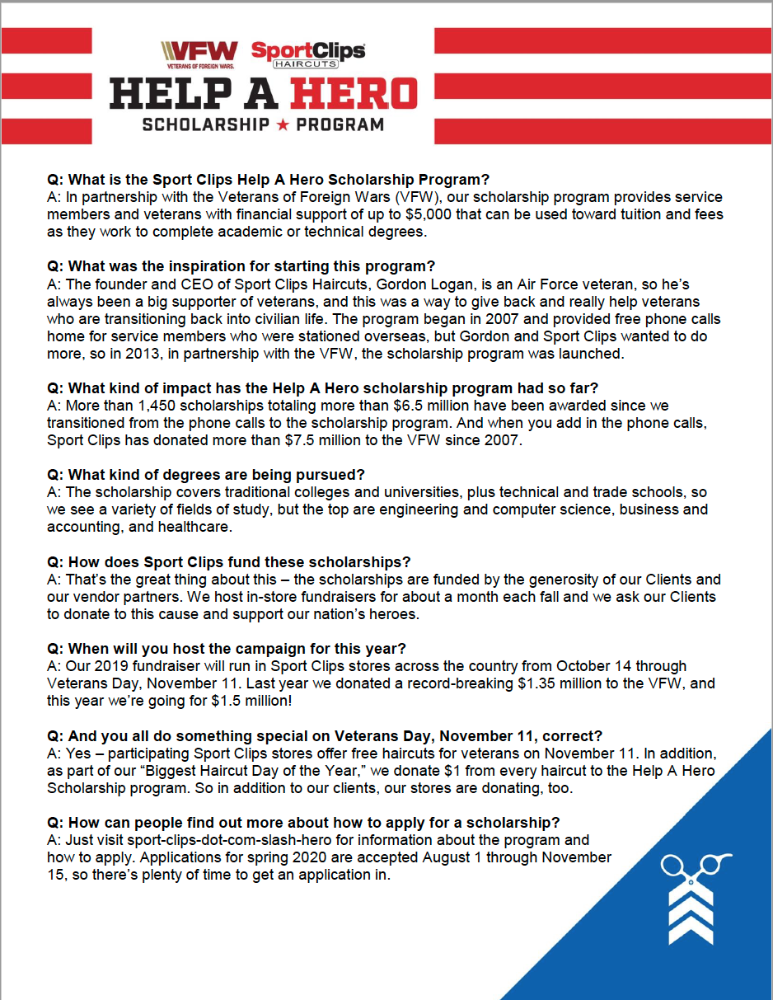 VFW
VETERANS OF FOREIGN WARS.
SportClips
HAIRCUTS
HELP A HERO
SCHOLARSHIP ★ PROGRAM
Q: What is the Sport Clips Help A Hero Scholarship Program?
A: In partnership with the Veterans of Foreign Wars (VFW), our scholarship program provides service
members and veterans with financial support of up to $5,000 that can be used toward tuition and fees
as they work to complete academic or technical degrees.
Q: What was the inspiration for starting this program?
A: The founder and CEO of Sport Clips Haircuts, Gordon Logan, is an Air Force veteran, so he’s
always been a big supporter of veterans, and this was a way to give back and really help veterans
who are transitioning back into civilian life. The program began in 2007 and provided free phone calls
home for service members who were stationed overseas, but Gordon and Sport Clips wanted to do
more, so in 2013, in partnership with the VFW, the scholarship program was launched.
Q: What kind of impact has the Help A Hero scholarship program had so far?
A: More than 1,450 scholarships totaling more than $6.5 million have been awarded since we
transitioned from the phone calls to the scholarship program. And when you add in the phone calls,
Sport Clips has donated more than $7.5 million to the VFW since 2007.
Q: What kind of degrees are being pursued?
A: The scholarship covers traditional colleges and universities, plus technical and trade schools, so
we see a variety of fields of study, but the top are engineering and computer science, business and
accounting, and healthcare.
Q: How does Sport Clips fund these scholarships?
A: That’s the great thing about this – the scholarships are funded by the generosity of our Clients and
our vendor partners. We host in-store fundraisers for about a month each fall and we ask our Clients
to donate to this cause and support our nation’s heroes.
Q: When will you host the campaign for this year?
A: Our 2019 fundraiser will run in Sport Clips stores across the country from October 14 through
Veterans Day, November 11. Last year we donated a record-breaking $1.35 million to the VFW, and
this year we’re going for $1.5 million!
Q: And you all do something special on Veterans Day, November 11, correct?
A: Yes – participating Sport Clips stores offer free haircuts for veterans on November 11. In addition,
as part of our “Biggest Haircut Day of the Year,” we donate $1 from every haircut to the Help A Hero
Scholarship program. So in addition to our clients, our stores are donating, too.
Q: How can people find out more about how to apply for a scholarship?
A: Just visit sport-clips-dot-com-slash-hero for information about the program and
how to apply. Applications for spring 2020 are accepted August 1 through November
15, so there’s plenty of time to get an application in.